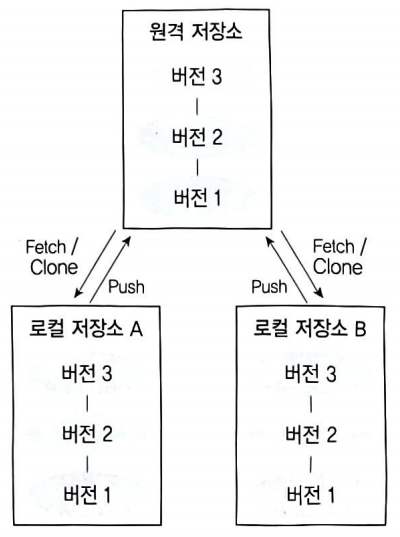 원격 저장소
버전 3
버전 2
버전 1
Fetch /
Clone
Push
Push
Fetch /
Clone
로컬 저장소 A
버전 3
버전 2
버전 1
로컬 저장소 B
버전 3
버전 2
버전 1